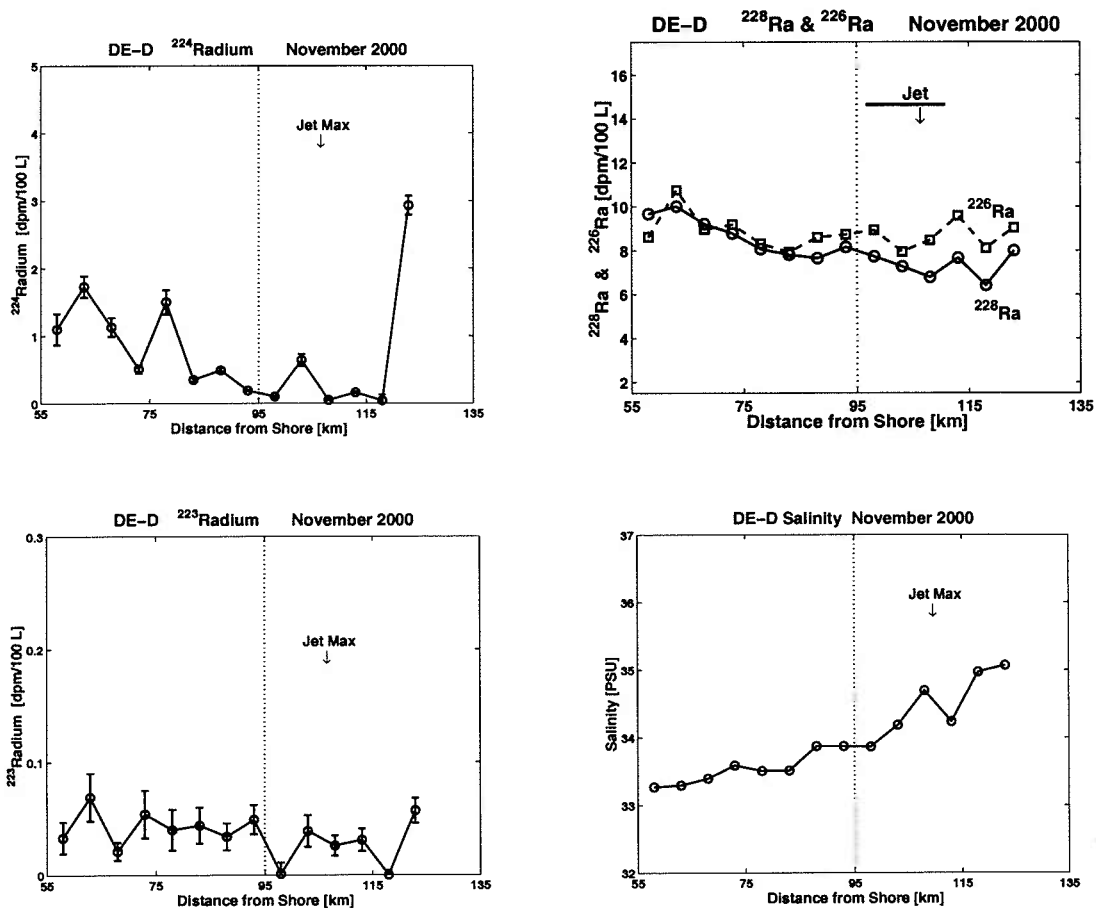 DE-D ²²⁴Radium November 2000
5
4
3
2
1
0
²²⁴Radium [dpm/100 L]
Jet Max
↓
55 75 95 115 135
Distance from Shore [km]
DE-D ²²⁸Ra & ²²⁶Ra November 2000
16
14
12
10
8
6
4
2
²²⁸Ra & ²²⁶Ra [dpm/100 L]
Jet
↓
²²⁶Ra
²²⁸Ra
55 75 95 115 135
Distance from Shore [km]
DE-D ²²³Radium November 2000
0.3
0.2
0.1
0
²²³Radium [dpm/100 L]
Jet Max
↓
55 75 95 115 135
Distance from Shore [km]
DE-D Salinity November 2000
37
36
35
34
33
32
Salinity [PSU]
Jet Max
↓
55 75 95 115 135
Distance from Shore [km]